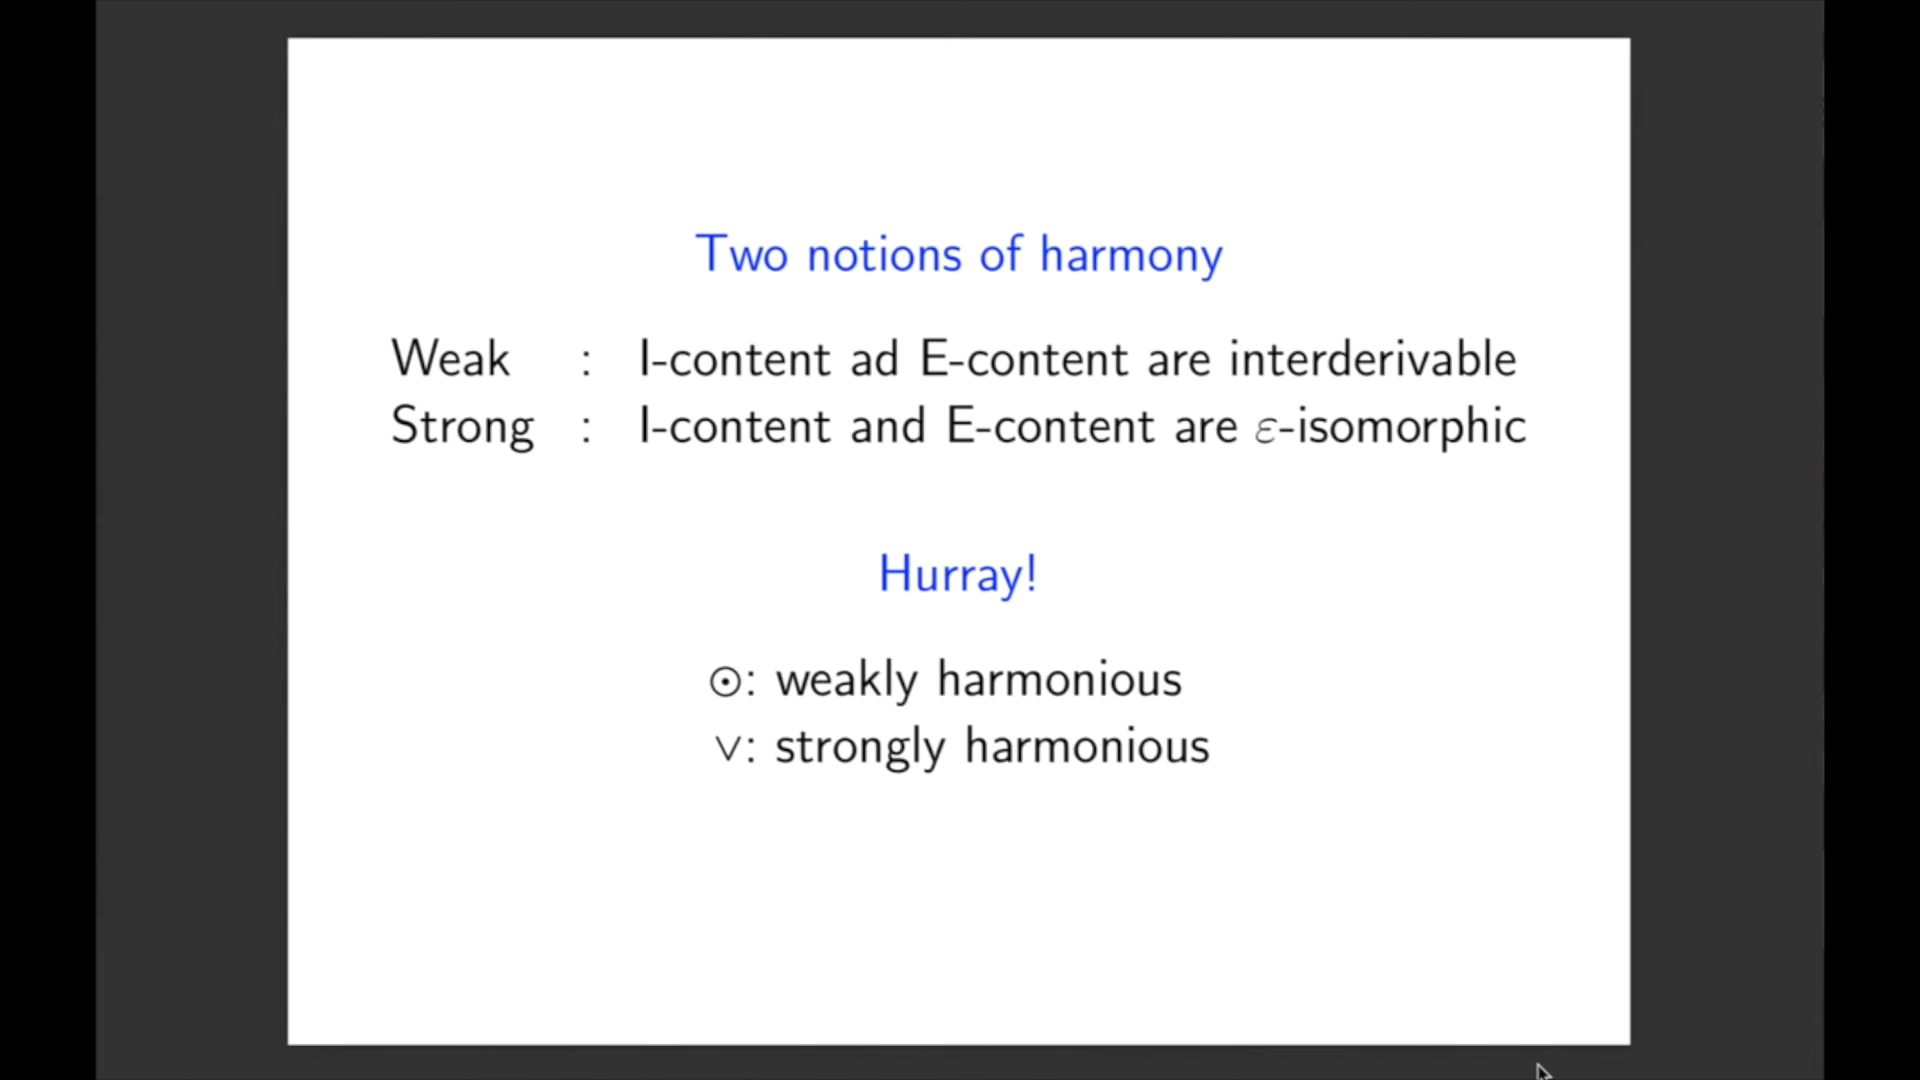 Two notions of harmony
Weak : I-content ad E-content are interderivable
Strong : I-content and E-content are ε-isomorphic
Hurray!
⊙: weakly harmonious
∨: strongly harmonious